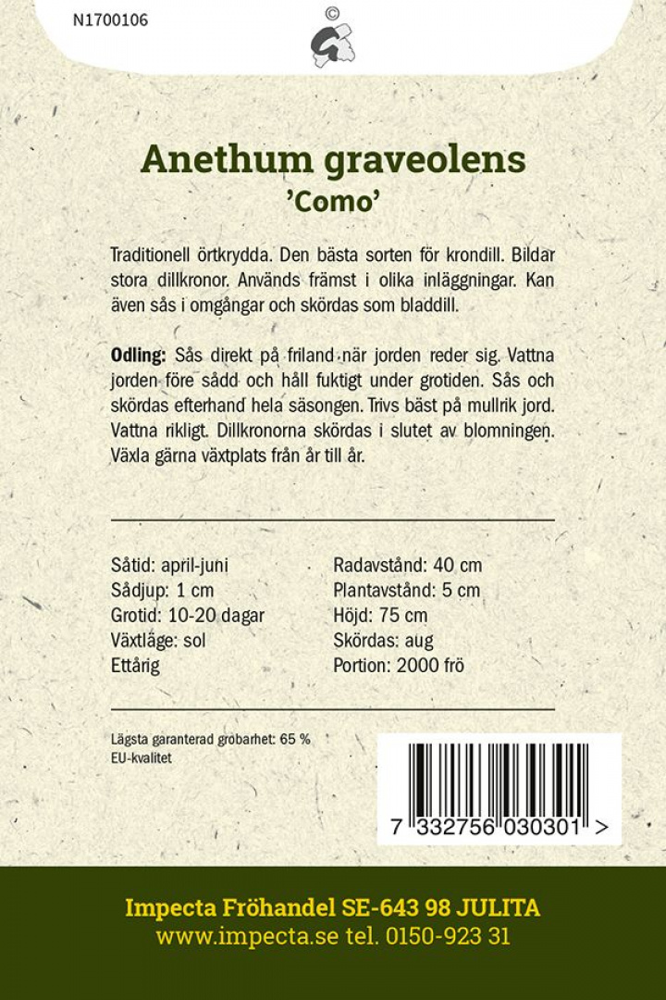 N1700106
©
Anethum graveolens
’Como’
Traditionell örtkrydda. Den bästa sorten för krondill. Bildar
stora dillkronor. Används främst i olika inläggningar. Kan
även sås i omgångar och skördas som bladdill.
Odling: Sås direkt på friland när jorden reder sig. Vattna
jorden före sådd och håll fuktigt under grotiden. Sås och
skördas efterhand hela säsongen. Trivs bäst på mullrik jord.
Vattna rikligt. Dillkronorna skördas i slutet av blomningen.
Växla gärna växtplats från år till år.
Såtid: april-juni
Sådjup: 1 cm
Grotid: 10-20 dagar
Växtläge: sol
Ettårig
Radavstånd: 40 cm
Plantavstånd: 5 cm
Höjd: 75 cm
Skördas: aug
Portion: 2000 frö
Lägsta garanterad grobarhet: 65 %
EU-kvalitet
7 332756 030301 >
Impecta Fröhandel SE-643 98 JULITA
www.impecta.se tel. 0150-923 31